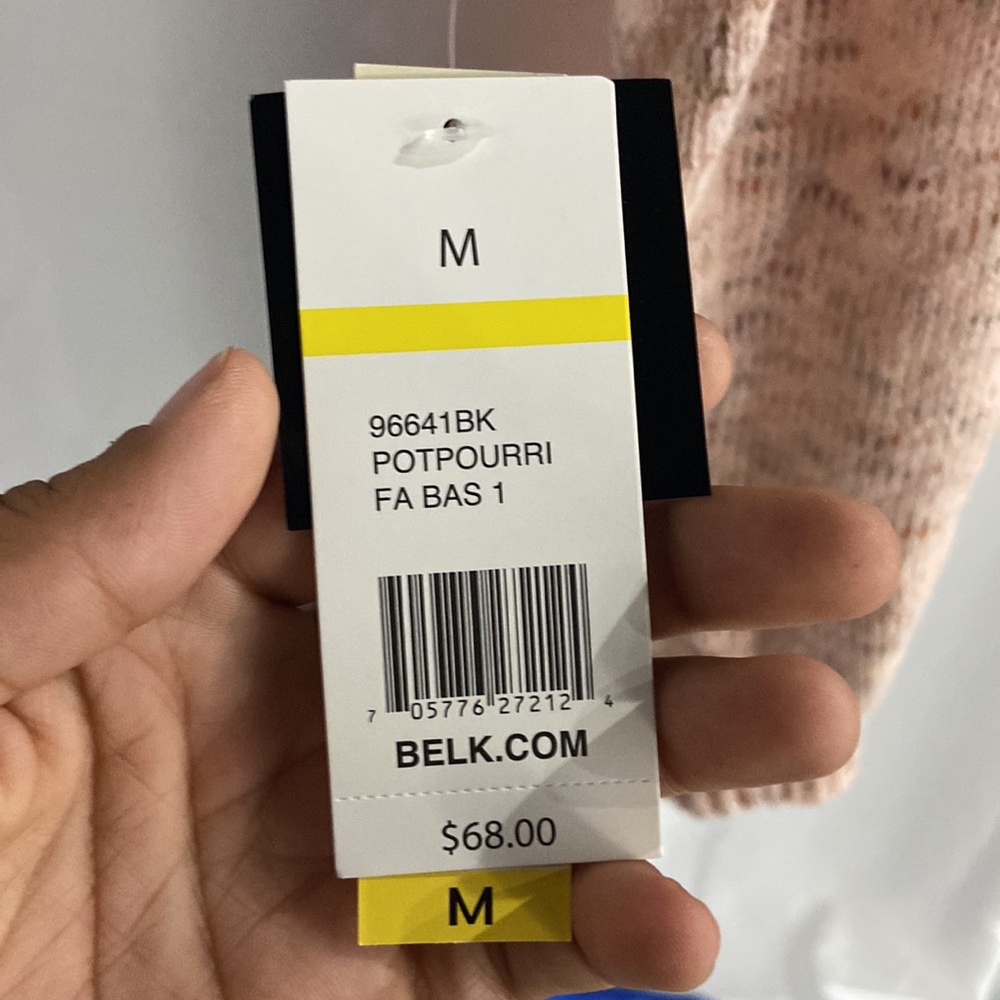 M
96641BK
POTPOURRI
FA BAS 1
7 05776 27212 4
BELK.COM
$68.00
M